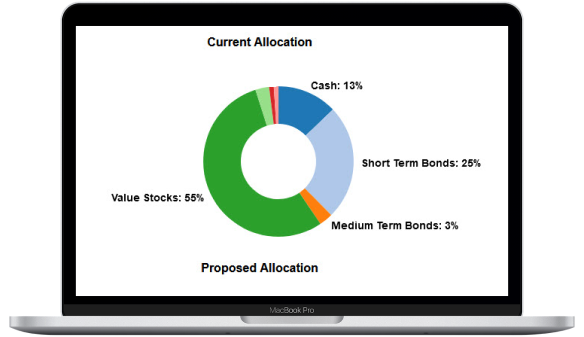 Current Allocation
Cash: 13%
Short Term Bonds: 25%
Value Stocks: 55%
Medium Term Bonds: 3%
Proposed Allocation
MacBook Pro